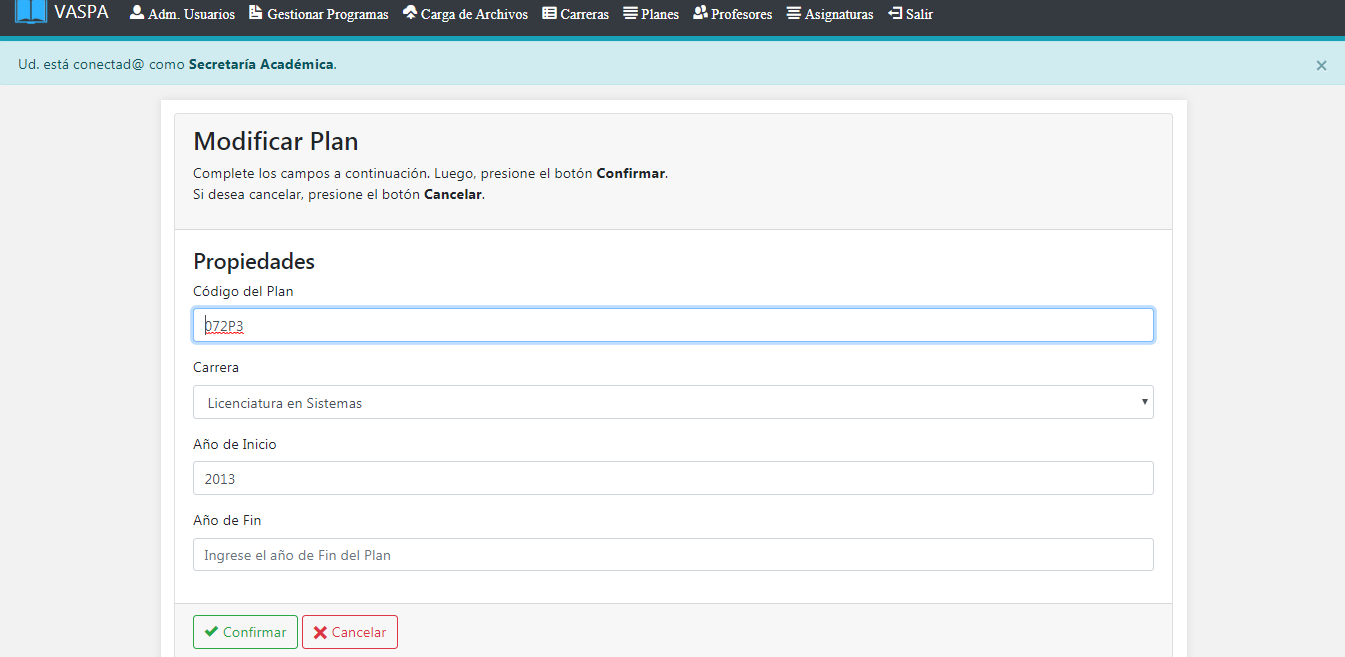 VASPA Adm. Usuarios Gestionar Programas Carga de Archivos Carreras Planes Profesores Asignaturas Salir
Ud. está conectad@ como Secretaría Académica. ×
Modificar Plan
Complete los campos a continuación. Luego, presione el botón Confirmar.
Si desea cancelar, presione el botón Cancelar.
Propiedades
Código del Plan
072P3
Carrera
Licenciatura en Sistemas
Año de Inicio
2013
Año de Fin
Ingrese el año de Fin del Plan
Confirmar Cancelar